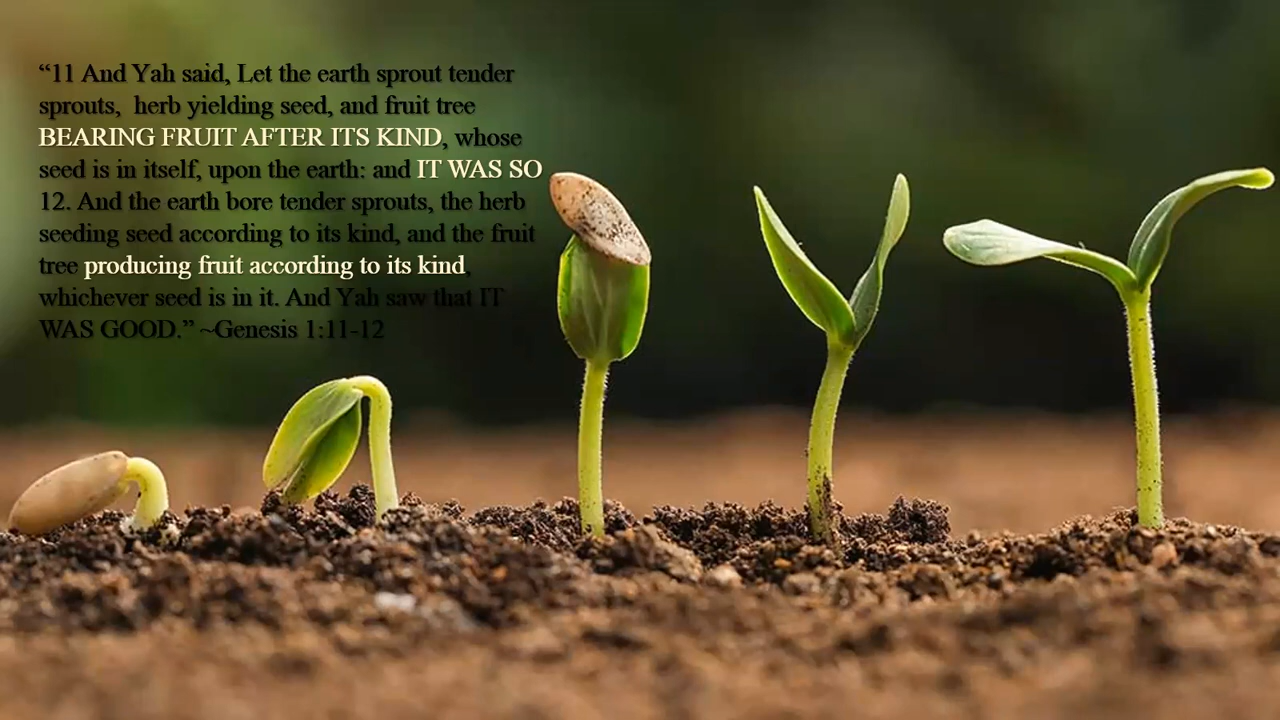 “11 And Yah said, Let the earth sprout tender
sprouts,  herb yielding seed, and fruit tree
BEARING FRUIT AFTER ITS KIND, whose
seed is in itself, upon the earth: and IT WAS SO
12. And the earth bore tender sprouts, the herb
seeding seed according to its kind, and the fruit
tree producing fruit according to its kind,
whichever seed is in it. And Yah saw that IT
WAS GOOD.” ~Genesis 1:11-12